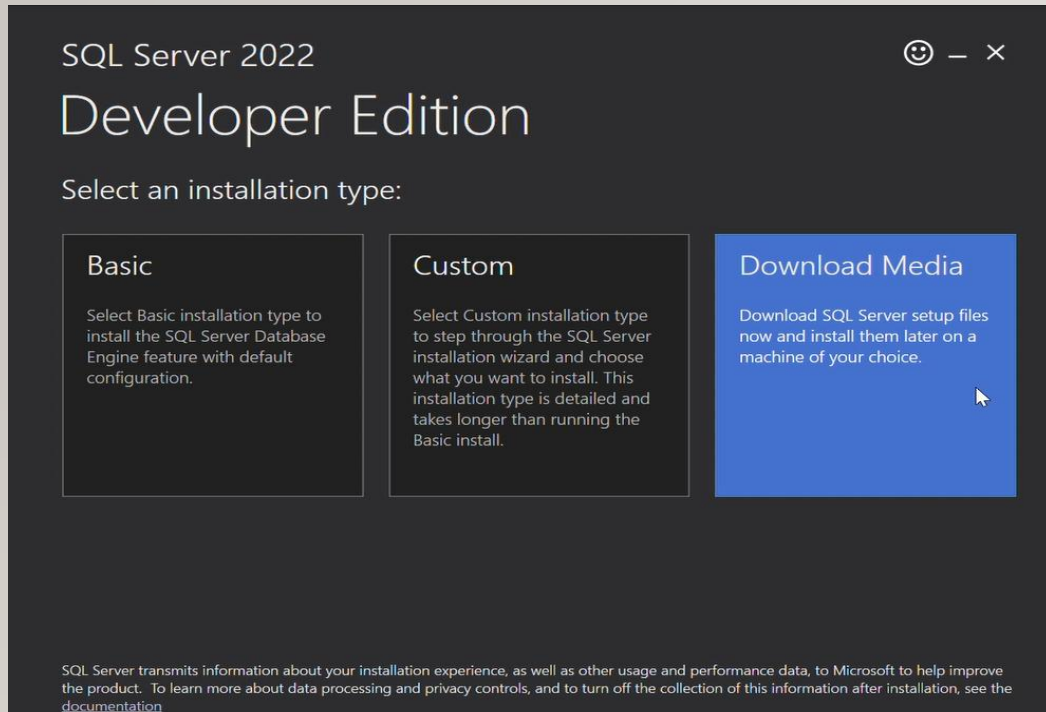 SQL Server 2022
Developer Edition
Select an installation type:
Basic
Select Basic installation type to
install the SQL Server Database
Engine feature with default
configuration.
Custom
Select Custom installation type
to step through the SQL Server
installation wizard and choose
what you want to install. This
installation type is detailed and
takes longer than running the
Basic install.
Download Media
Download SQL Server setup files
now and install them later on a
machine of your choice.
SQL Server transmits information about your installation experience, as well as other usage and performance data, to Microsoft to help improve
the product.  To learn more about data processing and privacy controls, and to turn off the collection of this information after installation, see the
documentation